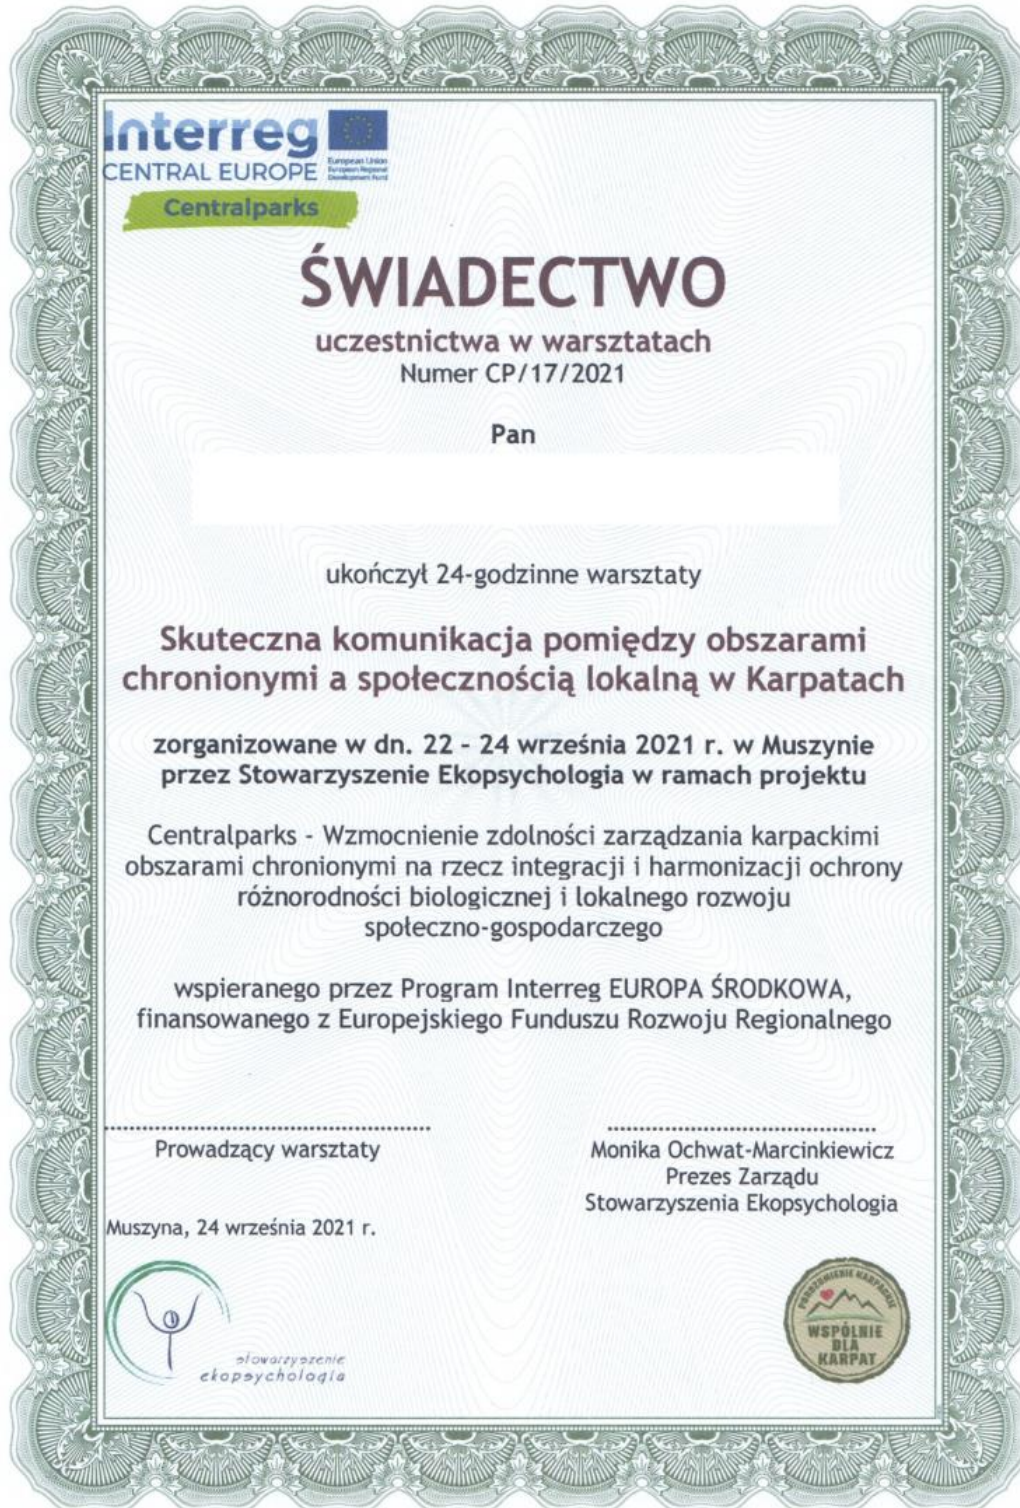 Interreg
CENTRAL EUROPE
European Union
European Regional
Development Fund
Centralparks
ŚWIADECTWO
uczestnictwa w warsztatach
Numer CP/17/2021
Pan
ukończył 24-godzinne warsztaty
Skuteczna komunikacja pomiędzy obszarami
chronionymi a społecznością lokalną w Karpatach
zorganizowane w dn. 22 - 24 września 2021 r. w Muszynie
przez Stowarzyszenie Ekopsychologia w ramach projektu
Centralparks - Wzmocnienie zdolności zarządzania karpackimi
obszarami chronionymi na rzecz integracji i harmonizacji ochrony
różnorodności biologicznej i lokalnego rozwoju
społeczno-gospodarczego
wspieranego przez Program Interreg EUROPA ŚRODKOWA,
finansowanego z Europejskiego Funduszu Rozwoju Regionalnego
Prowadzący warsztaty
Monika Ochwat-Marcinkiewicz
Prezes Zarządu
Stowarzyszenia Ekopsychologia
Muszyna, 24 września 2021 r.
stowarzyszenie
ekopsychologia
POROZUMIENIE KARPACKIE
WSPÓLNIE
DLA
KARPAT